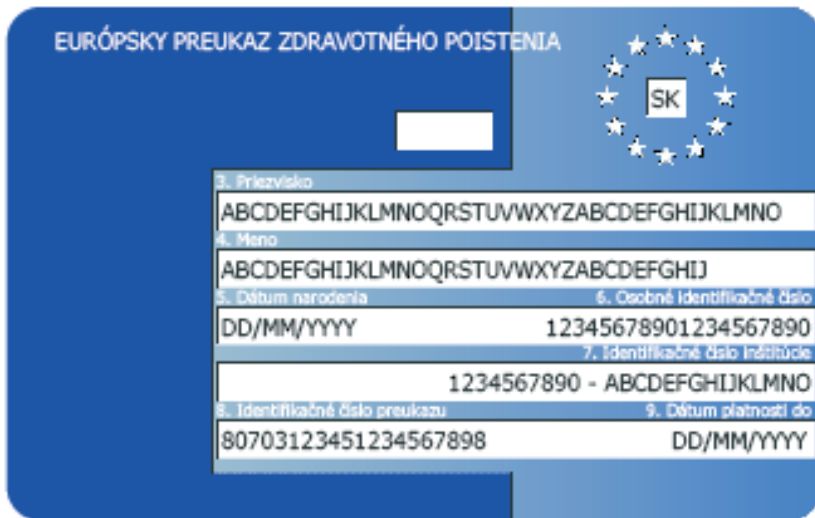 EURÓPSKY PREUKAZ ZDRAVOTNÉHO POISTENIA
SK
3. Priezvisko
ABCDEFGHIJKLMNOQRSTUVWXYZABCDEFGHIJKLMNO
4. Meno
ABCDEFGHIJKLMNOQRSTUVWXYZABCDEFGHIJ
5. Dátum narodenia 6. Osobné identifikačné číslo
DD/MM/YYYY 12345678901234567890
7. Identifikačné číslo inštitúcie
1234567890 - ABCDEFGHIJKLMNO
8. Identifikačné číslo preukazu 9. Dátum platnosti do
80703123451234567898 DD/MM/YYYY